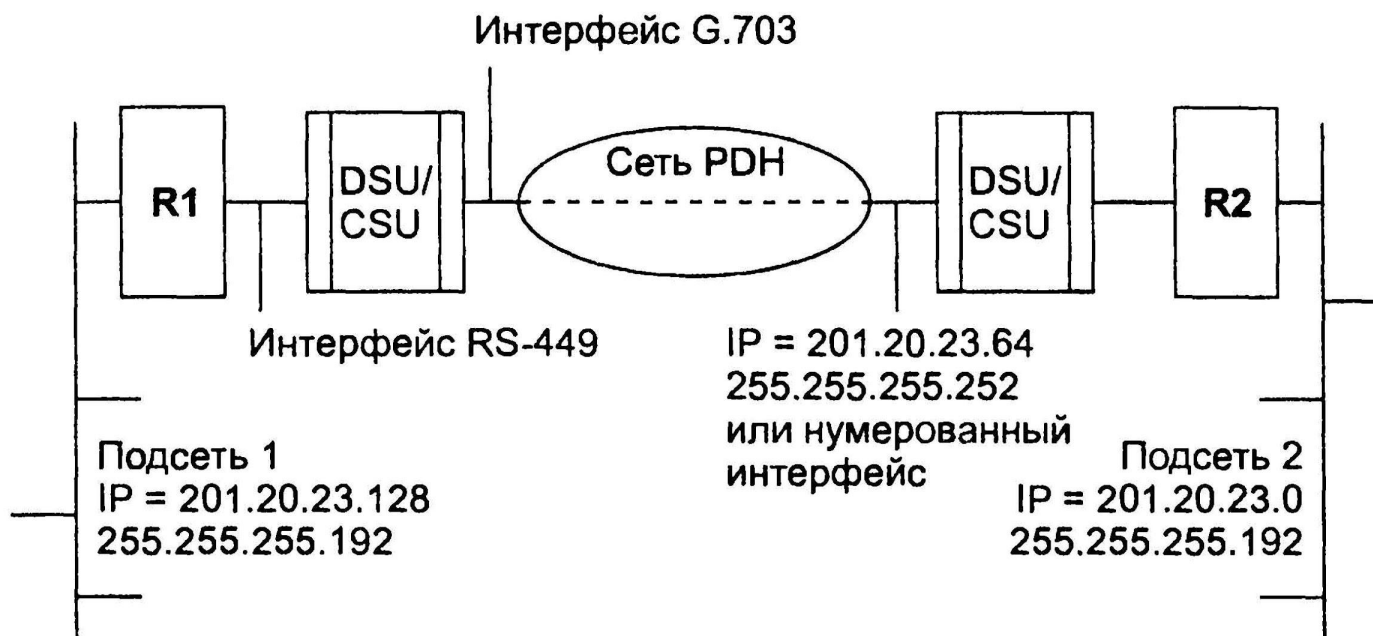 Интерфейс G.703
R1
DSU/
CSU
Сеть PDH
DSU/
CSU
R2
Интерфейс RS-449
IP = 201.20.23.64
255.255.255.252
или нумерованный
интерфейс
Подсеть 1
IP = 201.20.23.128
255.255.255.192
Подсеть 2
IP = 201.20.23.0
255.255.255.192